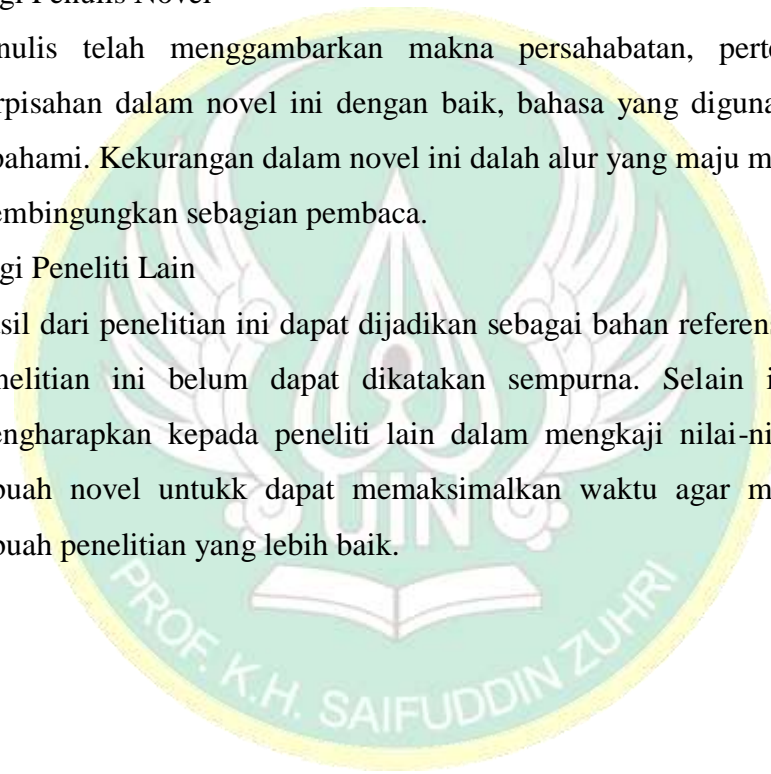 gi Penulis Novel
nulis telah menggambarkan makna persahabatan, perte
rpisahan dalam novel ini dengan baik, bahasa yang diguna
pahami. Kekurangan dalam novel ini dalah alur yang maju m
embingungkan sebagian pembaca.
gi Peneliti Lain
sil dari penelitian ini dapat dijadikan sebagai bahan referen
nelitian ini belum dapat dikatakan sempurna. Selain i
engharapkan kepada peneliti lain dalam mengkaji nilai-ni
buah novel untukk dapat memaksimalkan waktu agar m
buah penelitian yang lebih baik.
UIN
PROF. K.H. SAIFUDDIN ZUHRI